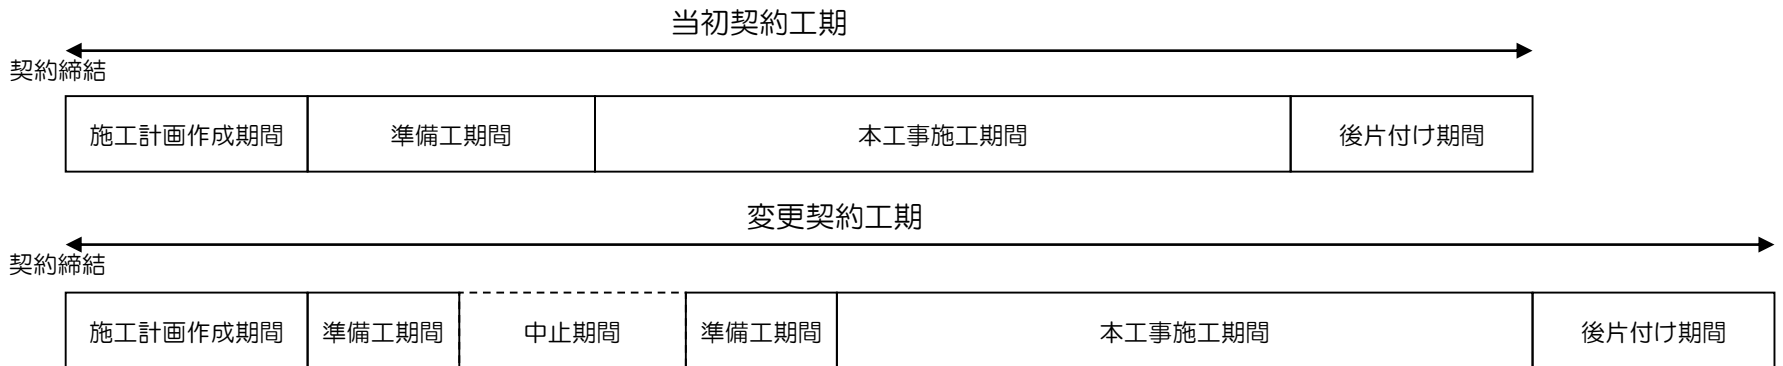 当初契約工期
契約締結
施工計画作成期間 準備工期間 本工事施工期間 後片付け期間
変更契約工期
契約締結
施工計画作成期間 準備工期間 中止期間 準備工期間 本工事施工期間 後片付け期間